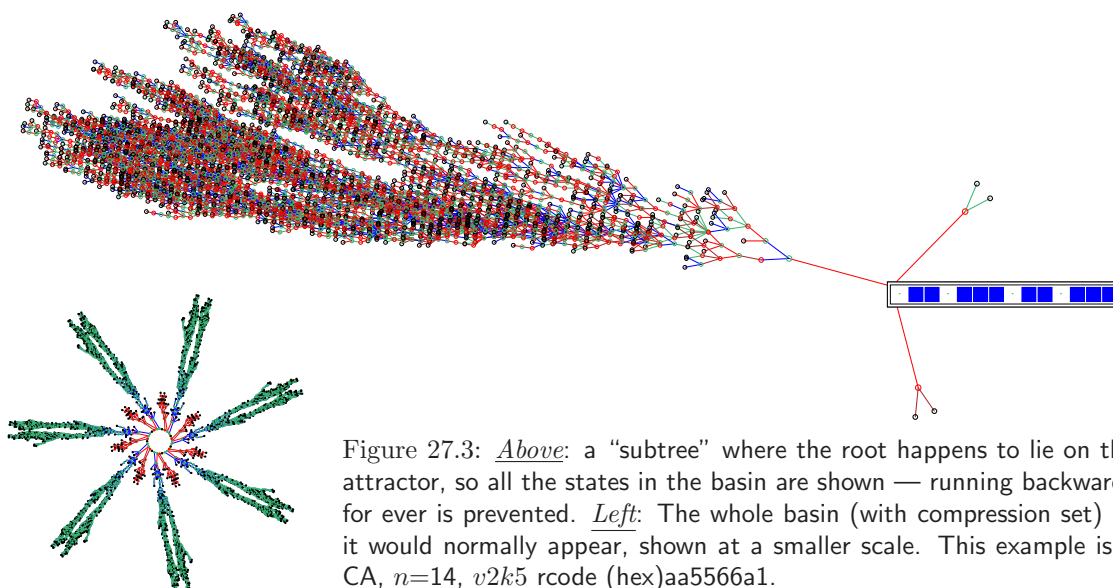 Figure 27.3: Above: a “subtree” where the root happens to lie on th
attractor, so all the states in the basin are shown — running backward
for ever is prevented. Left: The whole basin (with compression set)
it would normally appear, shown at a smaller scale. This example is
CA, n=14, v2k5 rcode (hex)aa5566a1.